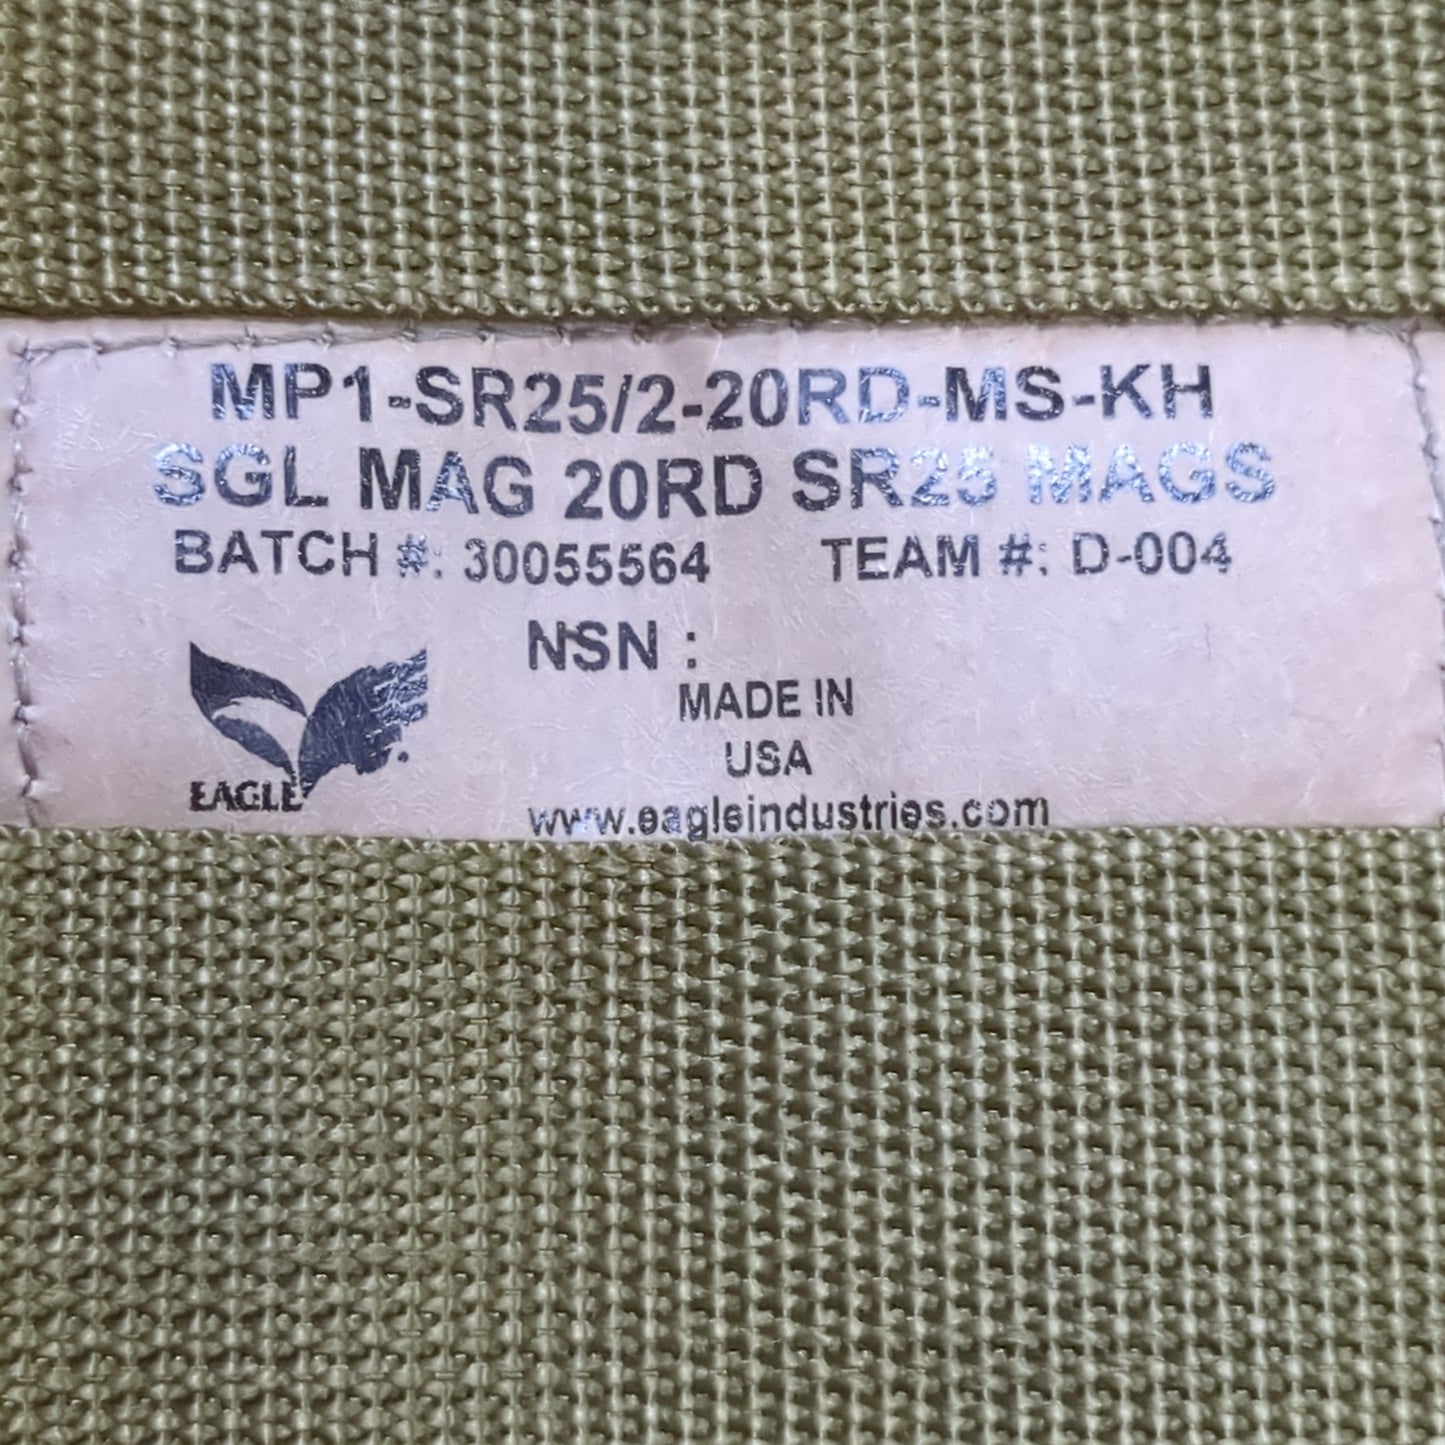 MP1-SR25/2-20RD-MS-KH
SGL MAG 20RD SR25 MAGS
BATCH #: 30055564 TEAM #: D-004
NSN :
MADE IN
USA
EAGLE
www.eagleindustries.com